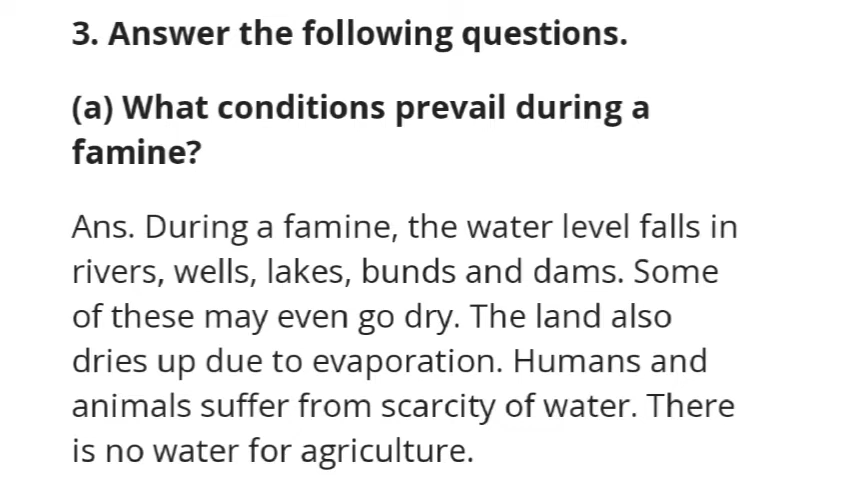 3. Answer the following questions.
(a) What conditions prevail during a
famine?
Ans. During a famine, the water level falls in
rivers, wells, lakes, bunds and dams. Some
of these may even go dry. The land also
dries up due to evaporation. Humans and
animals suffer from scarcity of water. There
is no water for agriculture.